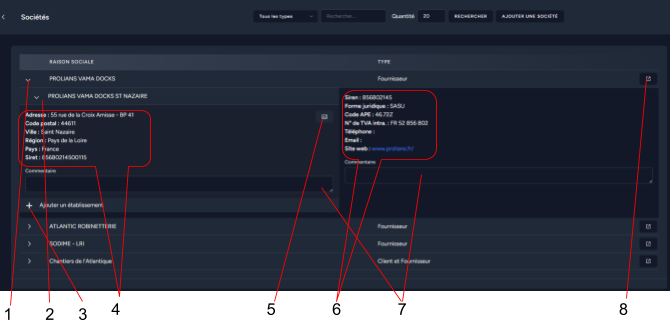 Sociétés
Tous les types
Recherche...
Quantité 20
RECHERCHER
AJOUTER UNE SOCIÉTÉ
RAISON SOCIALE
TYPE
PROLIANS VAMA DOCKS
Fournisseur
PROLIANS VAMA DOCKS ST NAZAIRE
Adresse : 55 rue de la Croix Amisse - BP 41
Code postal : 44611
Ville : Saint Nazaire
Région : Pays de la Loire
Pays : France
Siret : 85680214500115
Commentaire
Siren : 856802145
Forme juridique : SASU
Code APE : 46.72Z
N° de TVA intra. : FR 52 856 802
Téléphone :
Email :
Site web : www.prolians.fr/
Commentaire
Ajouter un établissement
ATLANTIC ROBINETTERIE
Fournisseur
SODIME - LRI
Fournisseur
Chantiers de l'Atlantique
Client et Fournisseur
1 2 3 4 5 6 7 8